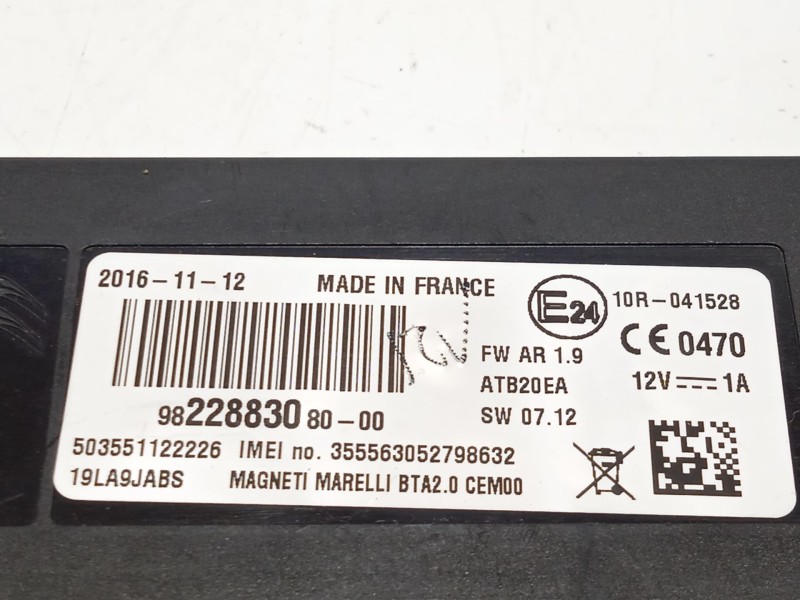 2016-11-12 MADE IN FRANCE
E24 10R-041528
FW AR 1.9 CE 0470
ATB20EA 12V 1A
9822883080-00 SW 07.12
503551122226 IMEI no. 355563052798632
19LA9JABS MAGNETI MARELLI BTA2.0 CEM00